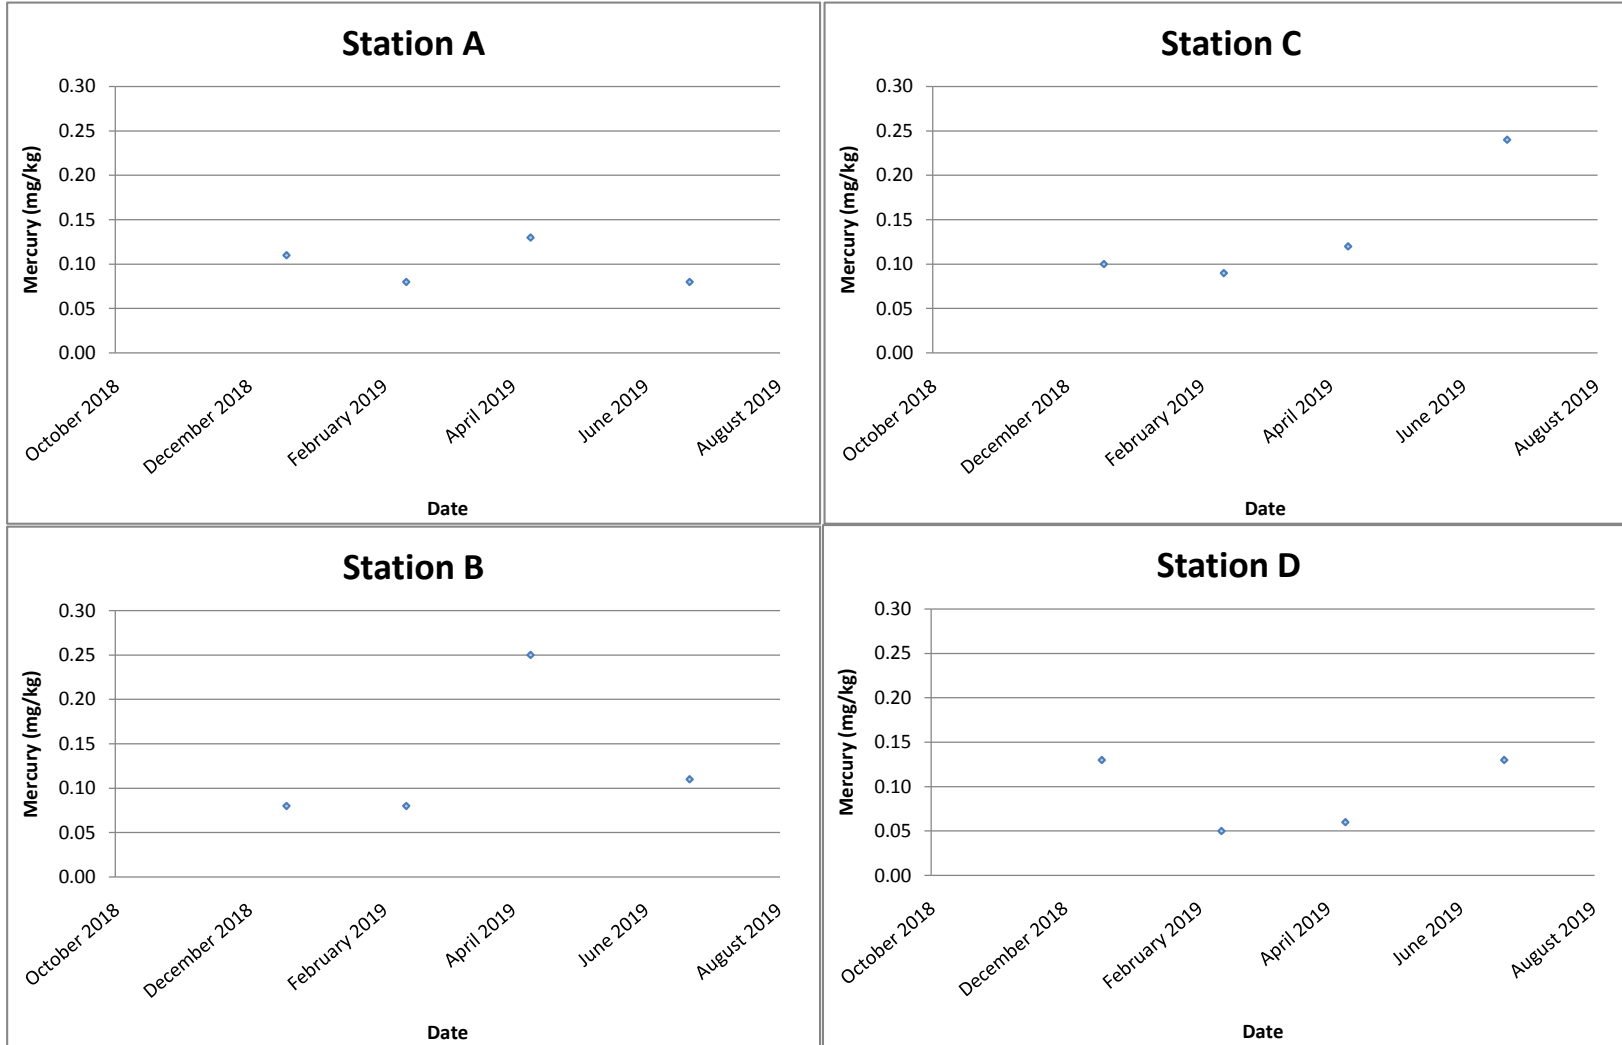 Station A
0.30
0.25
0.20
0.15
0.10
0.05
0.00
Mercury (mg/kg)
October 2018
December 2018
February 2019
April 2019
June 2019
August 2019
Date
Station C
0.30
0.25
0.20
0.15
0.10
0.05
0.00
Mercury (mg/kg)
October 2018
December 2018
February 2019
April 2019
June 2019
August 2019
Date
Station B
0.30
0.25
0.20
0.15
0.10
0.05
0.00
Mercury (mg/kg)
October 2018
December 2018
February 2019
April 2019
June 2019
August 2019
Date
Station D
0.30
0.25
0.20
0.15
0.10
0.05
0.00
Mercury (mg/kg)
October 2018
December 2018
February 2019
April 2019
June 2019
August 2019
Date